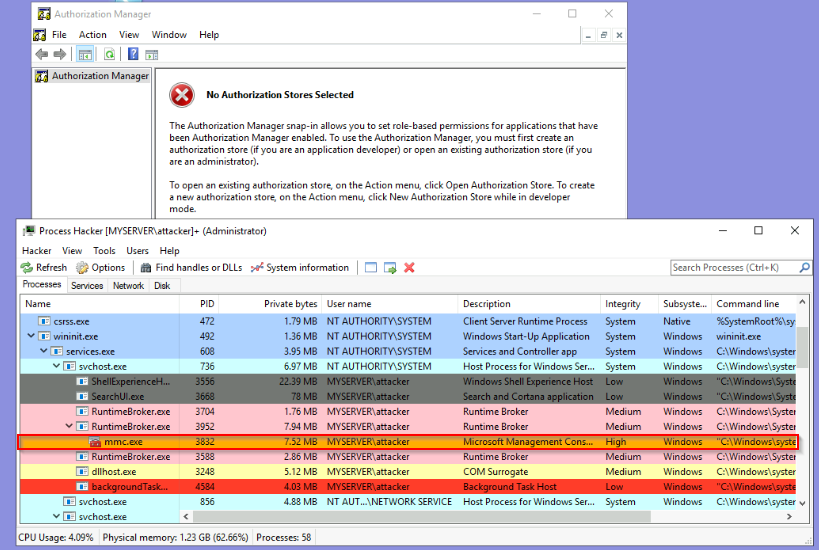 Authorization Manager
File Action View Window Help
Authorization Manager
No Authorization Stores Selected
The Authorization Manager snap-in allows you to set role-based permissions for applications that have
been Authorization Manager enabled. To use the Authorization Manager, you must first create an
authorization store (if you are an application developer) or open an existing authorization store (if you
are an administrator).
To open an existing authorization store, on the Action menu, click Open Authorization Store. To create
a new authorization store, on the Action menu, click New Authorization Store while in developer
mode.
Process Hacker [MYSERVER\attacker]+ (Administrator)
Hacker View Tools Users Help
Refresh Options Find handles or DLLs System information Search Processes (Ctrl+K)
Processes Services Network Disk
Name PID Private bytes User name Description Integrity Subsyste... Command line
csrss.exe 472 1.79 MB NT AUTHORITY\SYSTEM Client Server Runtime Process System Native %SystemRoot%\sy
wininit.exe 492 1.36 MB NT AUTHORITY\SYSTEM Windows Start-Up Application System Windows wininit.exe
services.exe 608 3.95 MB NT AUTHORITY\SYSTEM Services and Controller app System Windows C:\Windows\system
svchost.exe 736 6.97 MB NT AUTHORITY\SYSTEM Host Process for Windows Ser... System Windows C:\Windows\system
ShellExperienceH... 3556 22.39 MB MYSERVER\attacker Windows Shell Experience Host Low Windows "C:\Windows\Syste
SearchUI.exe 3668 78 MB MYSERVER\attacker Search and Cortana application Low Windows "C:\Windows\Syste
RuntimeBroker.exe 3704 1.76 MB MYSERVER\attacker Runtime Broker Medium Windows C:\Windows\System
RuntimeBroker.exe 3952 7.94 MB MYSERVER\attacker Runtime Broker Medium Windows C:\Windows\System
mmc.exe 3832 7.52 MB MYSERVER\attacker Microsoft Management Cons... High Windows "C:\Windows\syste
RuntimeBroker.exe 3588 2.86 MB MYSERVER\attacker Runtime Broker Medium Windows C:\Windows\System
dllhost.exe 3248 5.12 MB MYSERVER\attacker COM Surrogate Medium Windows C:\Windows\system
backgroundTask... 4584 4.03 MB MYSERVER\attacker Background Task Host Low Windows "C:\Windows\syste
svchost.exe 856 4.88 MB NT AUT...\NETWORK SERVICE Host Process for Windows Ser... System Windows C:\Windows\system
svchost.exe
CPU Usage: 4.09% Physical memory: 1.23 GB (62.66%) Processes: 58